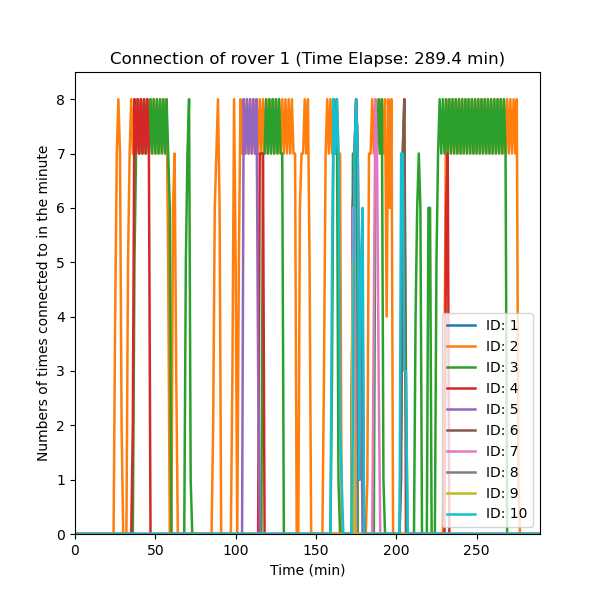 Connection of rover 1 (Time Elapse: 289.4 min)
Numbers of times connected to in the minute
8
7
6
5
4
3
2
1
0
0 50 100 150 200 250
Time (min)
ID: 1
ID: 2
ID: 3
ID: 4
ID: 5
ID: 6
ID: 7
ID: 8
ID: 9
ID: 10